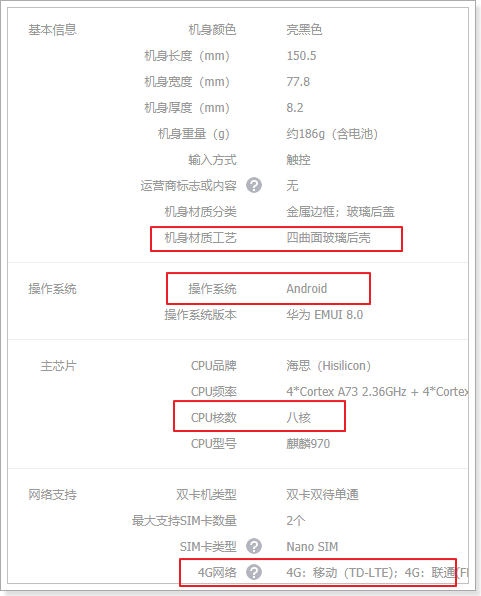 基本信息 机身颜色 亮黑色
机身长度（mm） 150.5
机身宽度（mm） 77.8
机身厚度（mm） 8.2
机身重量（g） 约186g（含电池）
输入方式 触控
运营商标志或内容 ? 无
机身材质分类 金属边框；玻璃后盖
机身材质工艺 四曲面玻璃后壳
操作系统 操作系统 Android
操作系统版本 华为 EMUI 8.0
主芯片 CPU品牌 海思（Hisilicon）
CPU频率 4*Cortex A73 2.36GHz + 4*Cortex
CPU核数 八核
CPU型号 麒麟970
网络支持 双卡机类型 双卡双待单通
最大支持SIM卡数量 2个
SIM卡类型 ? Nano SIM
4G网络 ? 4G：移动（TD-LTE)；4G：联通(F